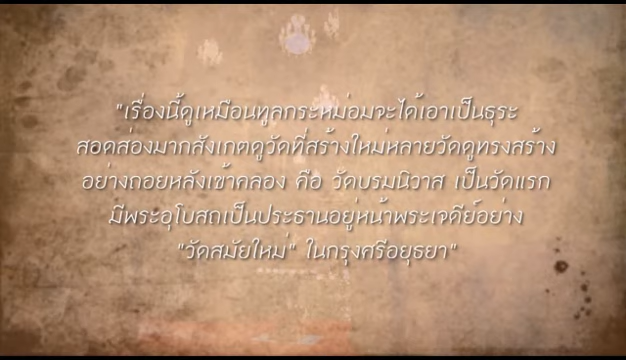 "เรื่องนี้ดูเหมือนทูลกระหม่อมจะได้เอาเป็นธุระ
สอดส่องมากสังเกตดูวัดที่สร้างใหม่หลายวัดดูทรงสร้าง
อย่างถอยหลังเข้าคลอง คือ วัดบรมนิวาส เป็นวัดแรก
มีพระอุโบสถเป็นประธานอยู่หน้าพระเจดีย์อย่าง
"วัดสมัยใหม่" ในกรุงศรีอยุธยา"